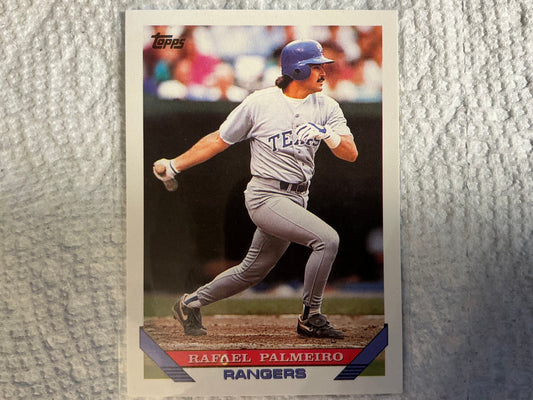 Topps
TEXAS
RAFAEL PALMEIRO
RANGERS